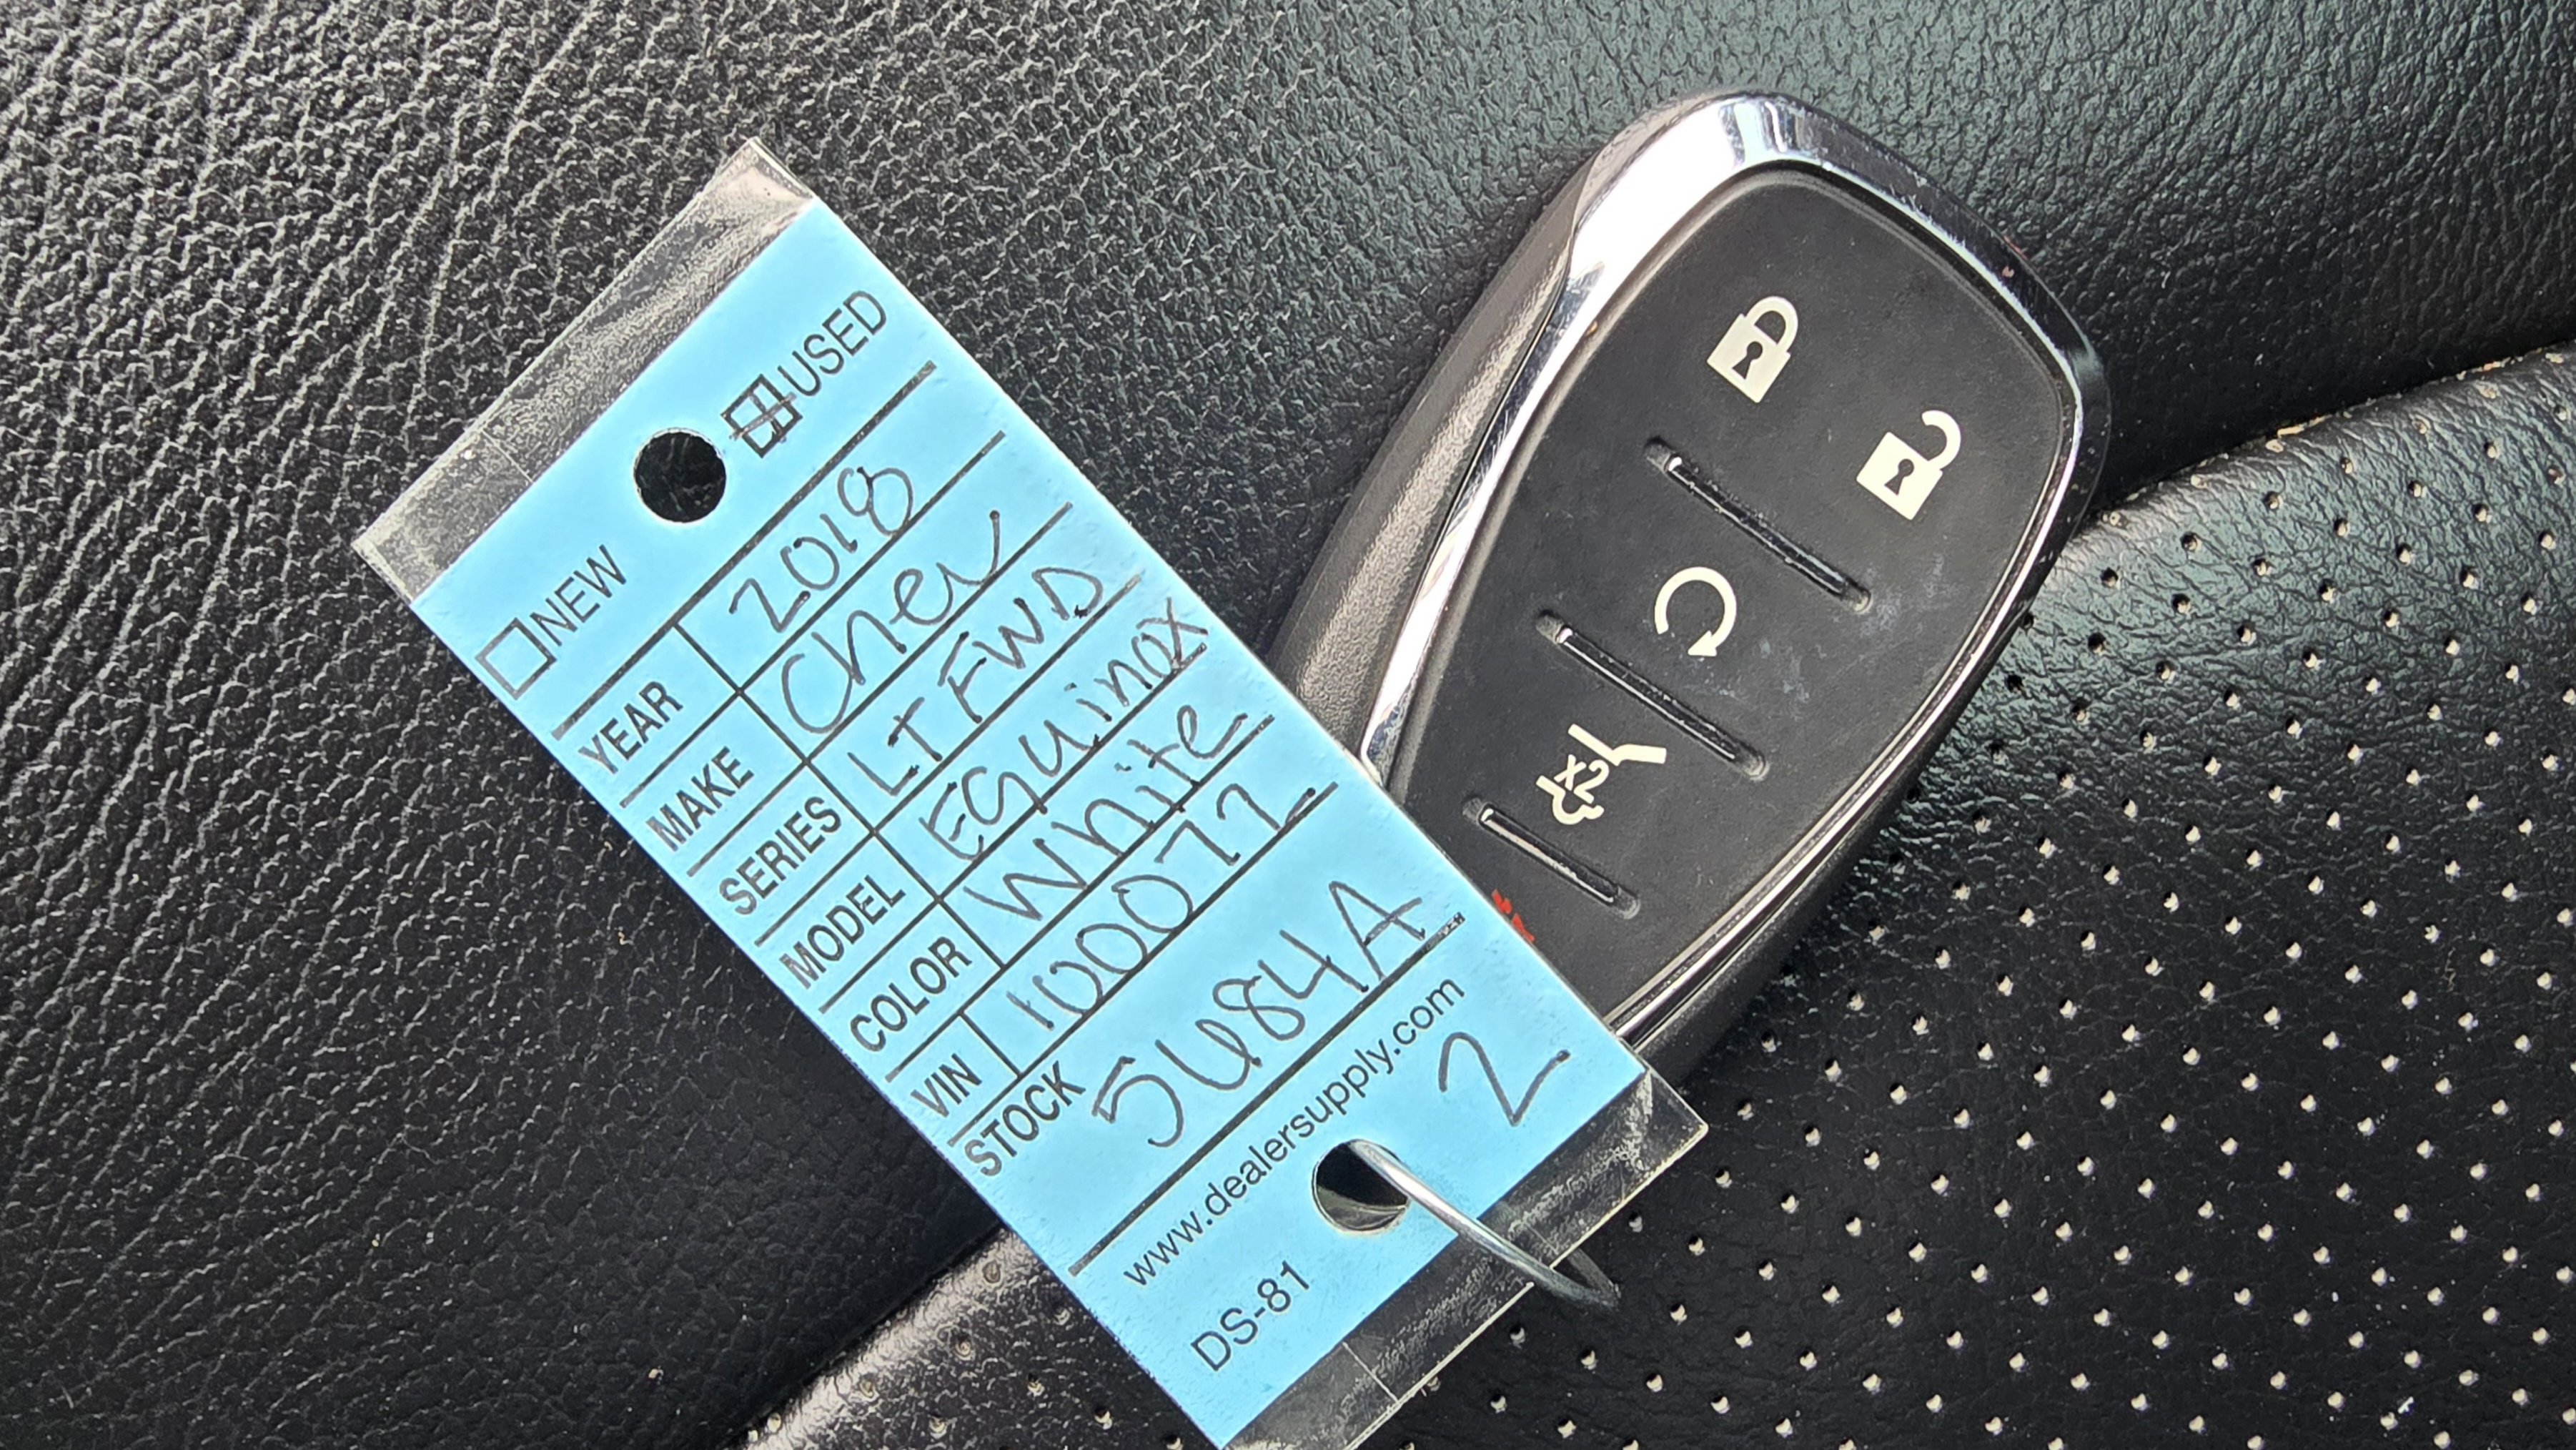 NEW USED
YEAR 2018
MAKE Chev
SERIES LT FWD
MODEL EQUinox
COLOR White
VIN 100077
STOCK 5U84A
www.dealersupply.com
2
DS-81
X2